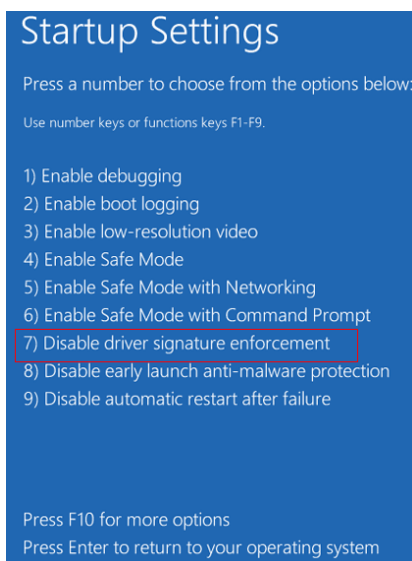 Startup Settings
Press a number to choose from the options below:
Use number keys or functions keys F1-F9.
1) Enable debugging
2) Enable boot logging
3) Enable low-resolution video
4) Enable Safe Mode
5) Enable Safe Mode with Networking
6) Enable Safe Mode with Command Prompt
7) Disable driver signature enforcement
8) Disable early launch anti-malware protection
9) Disable automatic restart after failure
Press F10 for more options
Press Enter to return to your operating system